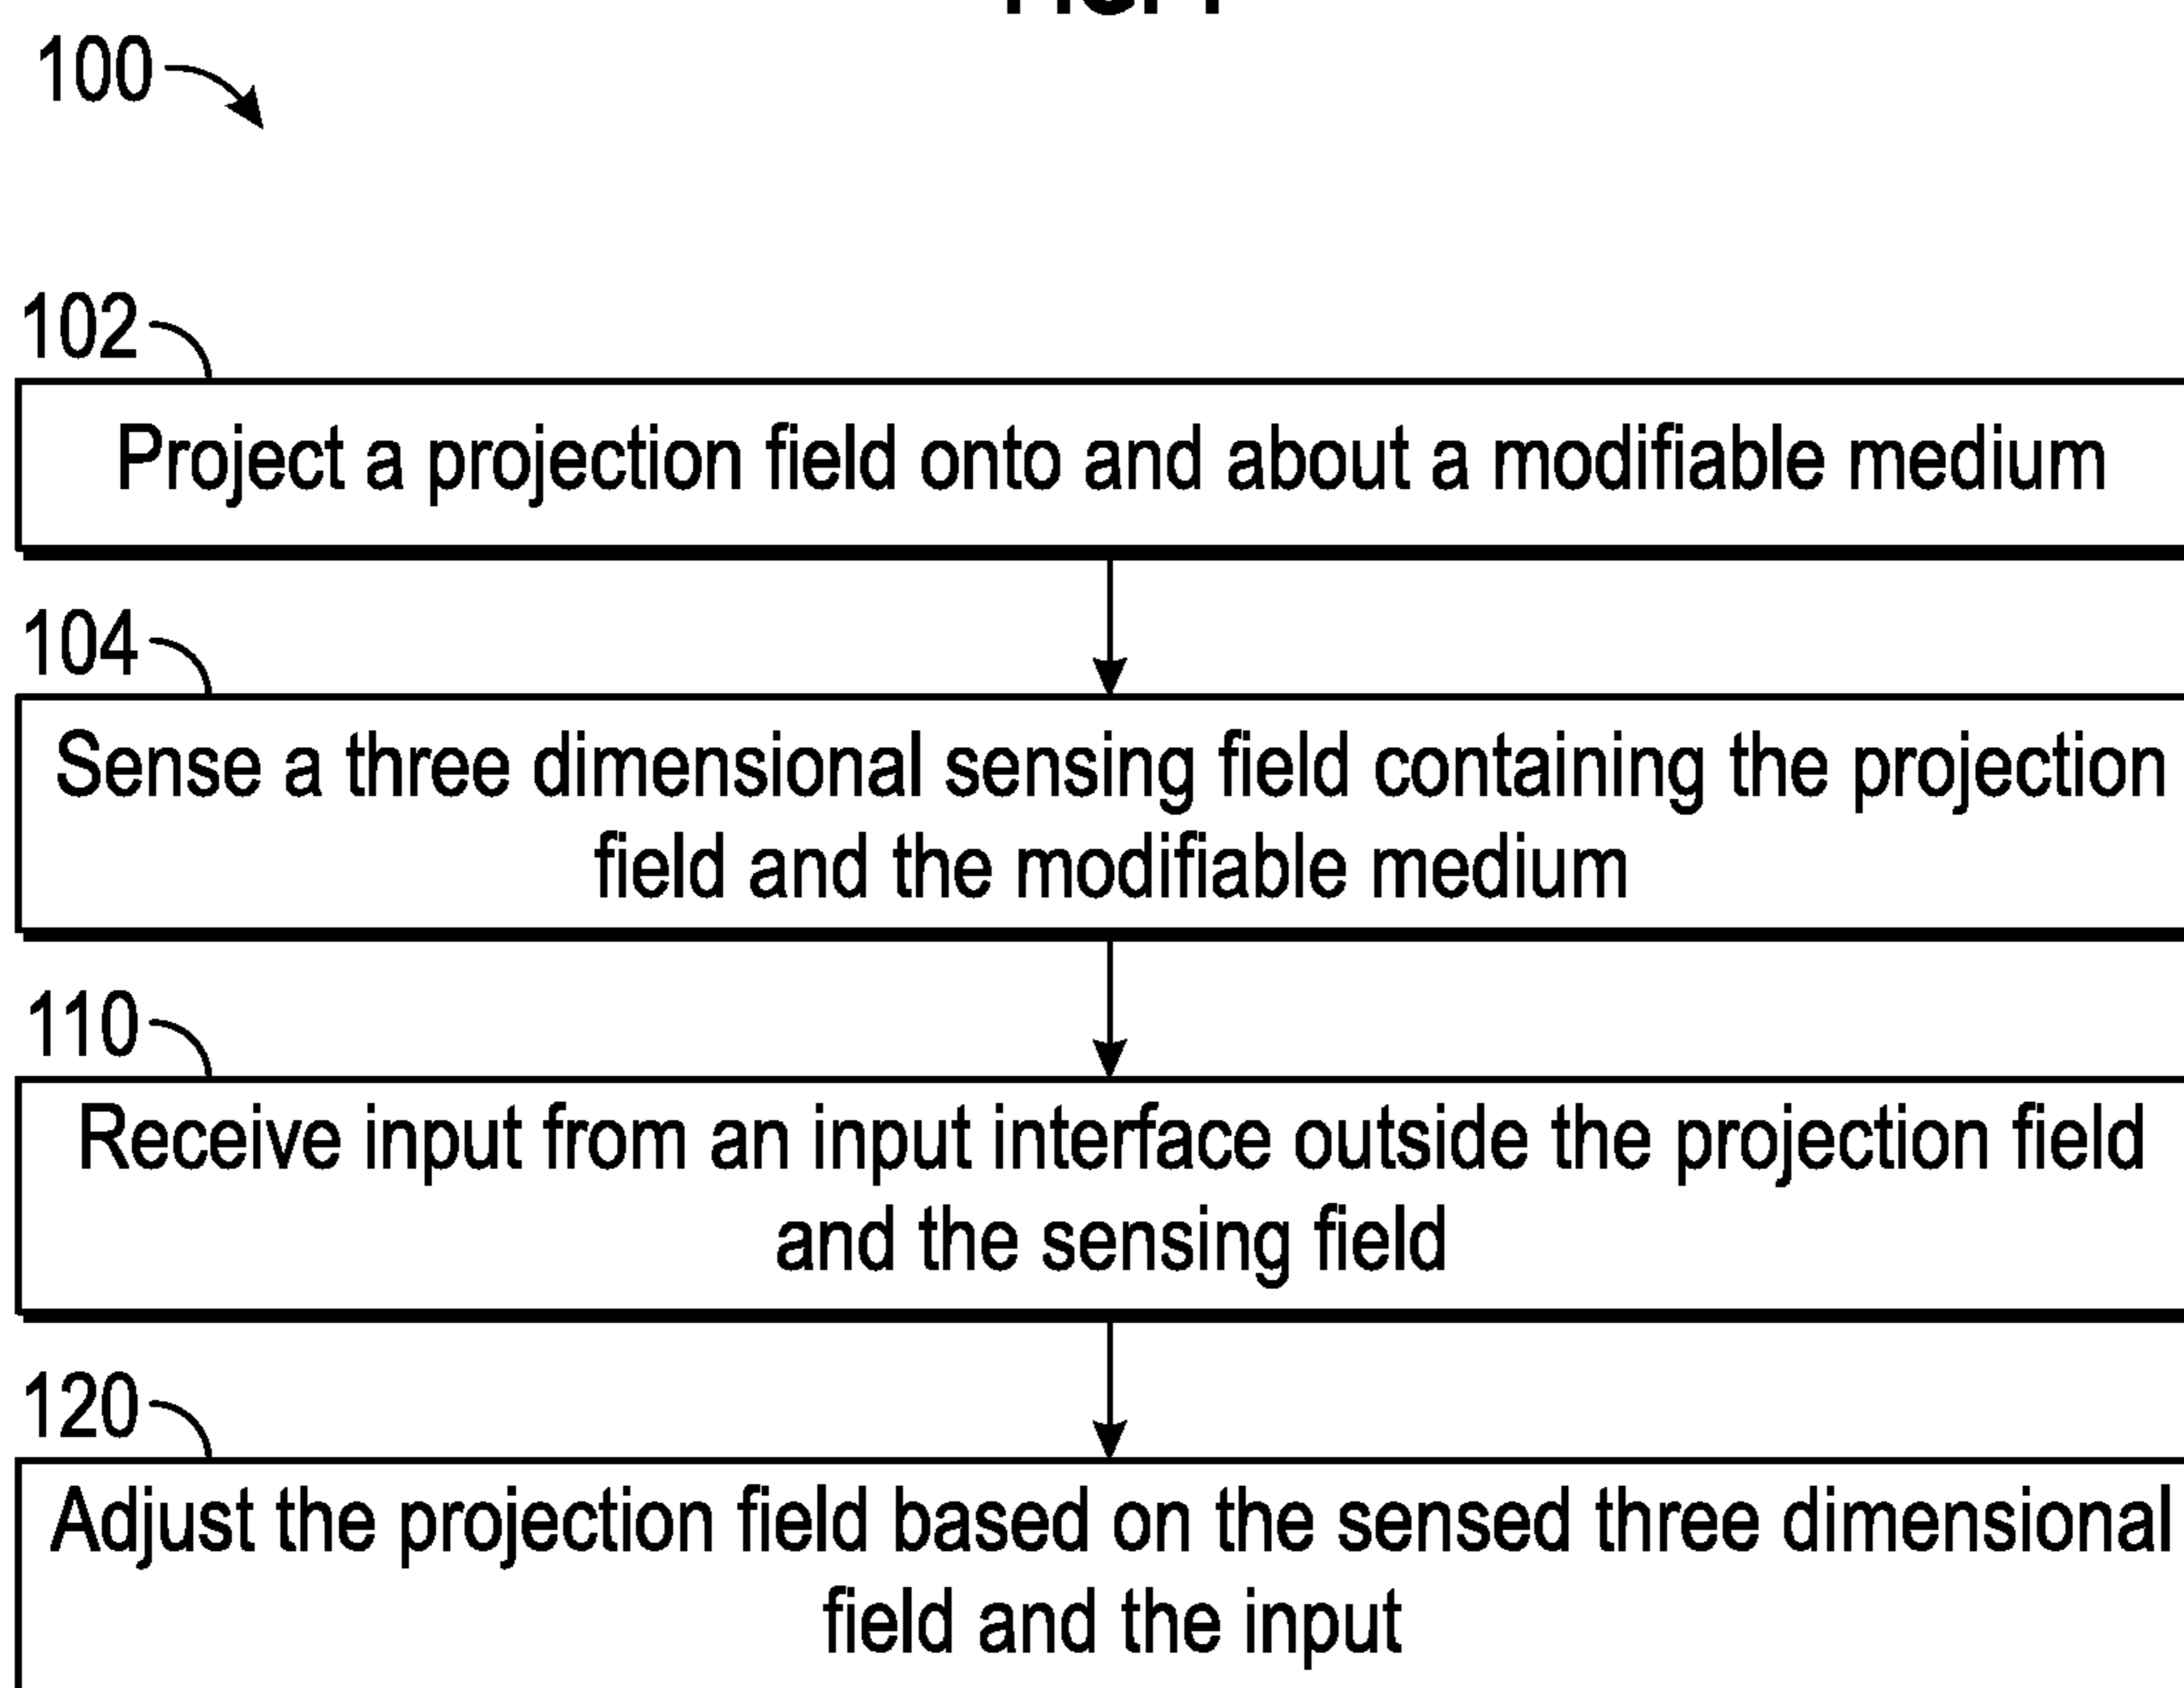 100
102
Project a projection field onto and about a modifiable medium
104
Sense a three dimensional sensing field containing the projection
field and the modifiable medium
110
Receive input from an input interface outside the projection field
and the sensing field
120
Adjust the projection field based on the sensed three dimensional
field and the input